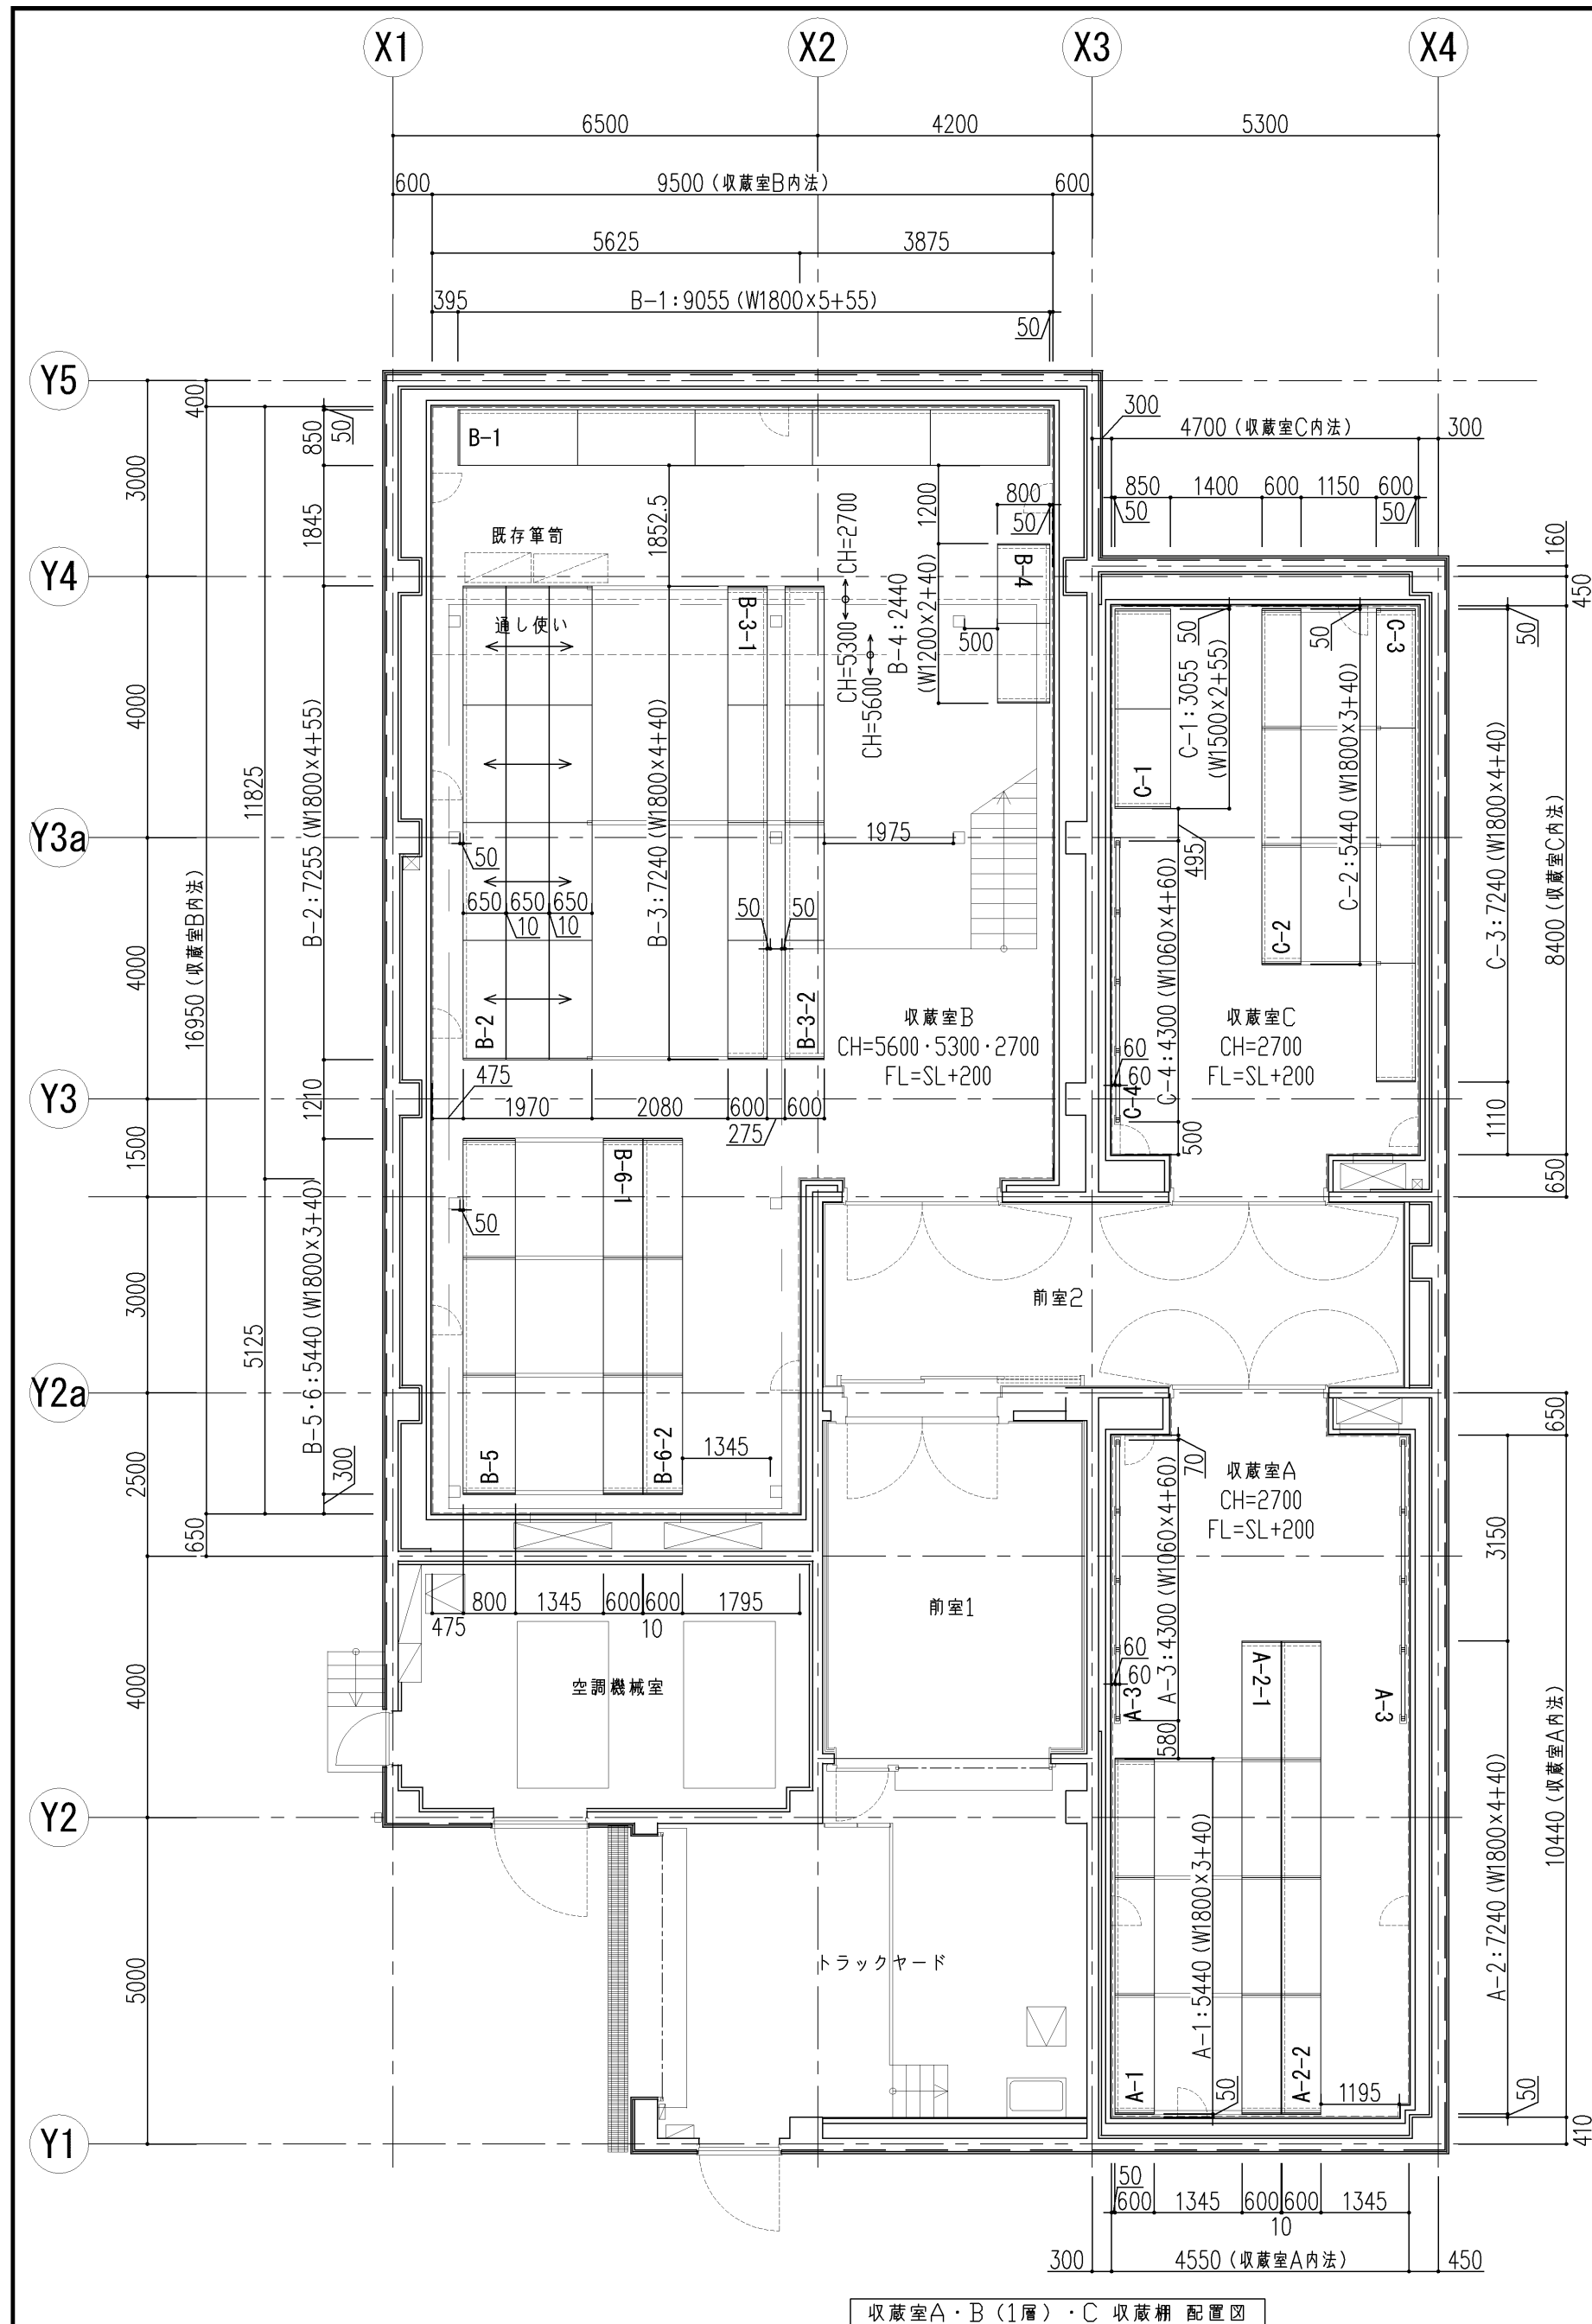 X1
X2
X3
X4
6500
4200
5300
600
9500 (収蔵室B内法)
600
5625
3875
395
B-1:9055 (W1800×5+55)
50
Y5
400
850
50
300
4700 (収蔵室C内法)
300
B-1
3000
1845
1852.5
1200
800
50
850
1400
600
1150
600
50
50
既存箪笥
CH=2700
CH=5300
CH=5600
B-4:2440
(W1200×2+40)
B-4
500
160
450
Y4
通し使い
B-3-1
50
C-1:3055
(W1500×2+55)
50
C-3
50
4000
11825
B-2:7255 (W1800×4+55)
B-3:7240 (W1800×4+40)
C-1
C-2:5440 (W1800×3+40)
C-3:7240 (W1800×4+40)
8400 (収蔵室C内法)
Y3a
1975
50
495
650
650
650
10
10
50
50
C-2
4000
16950 (収蔵室B内法)
B-2
B-3-2
収蔵室B
CH=5600・5300・2700
FL=SL+200
収蔵室C
CH=2700
FL=SL+200
C-4:4300 (W1060×4+60)
60
60
C-4
Y3
475
1970
2080
600
600
275
1210
500
1110
1500
650
B-6-1
50
3000
5125
B-5・6:5440 (W1800×3+40)
前室2
Y2a
650
B-5
B-6-2
1345
300
2500
650
70
収蔵室A
CH=2700
FL=SL+200
3150
A-3:4300 (W1060×4+60)
475
800
1345
600
600
10
1795
前室1
空調機械室
4000
60
60
A-3
A-2-1
A-3
580
10440 (収蔵室A内法)
A-2:7240 (W1800×4+40)
Y2
A-1:5440 (W1800×3+40)
トラックヤード
5000
A-1
50
A-2-2
1195
50
410
Y1
50
600
1345
600
600
1345
10
300
4550 (収蔵室A内法)
450
収蔵室A・B (1層) ・C 収蔵棚 配置図